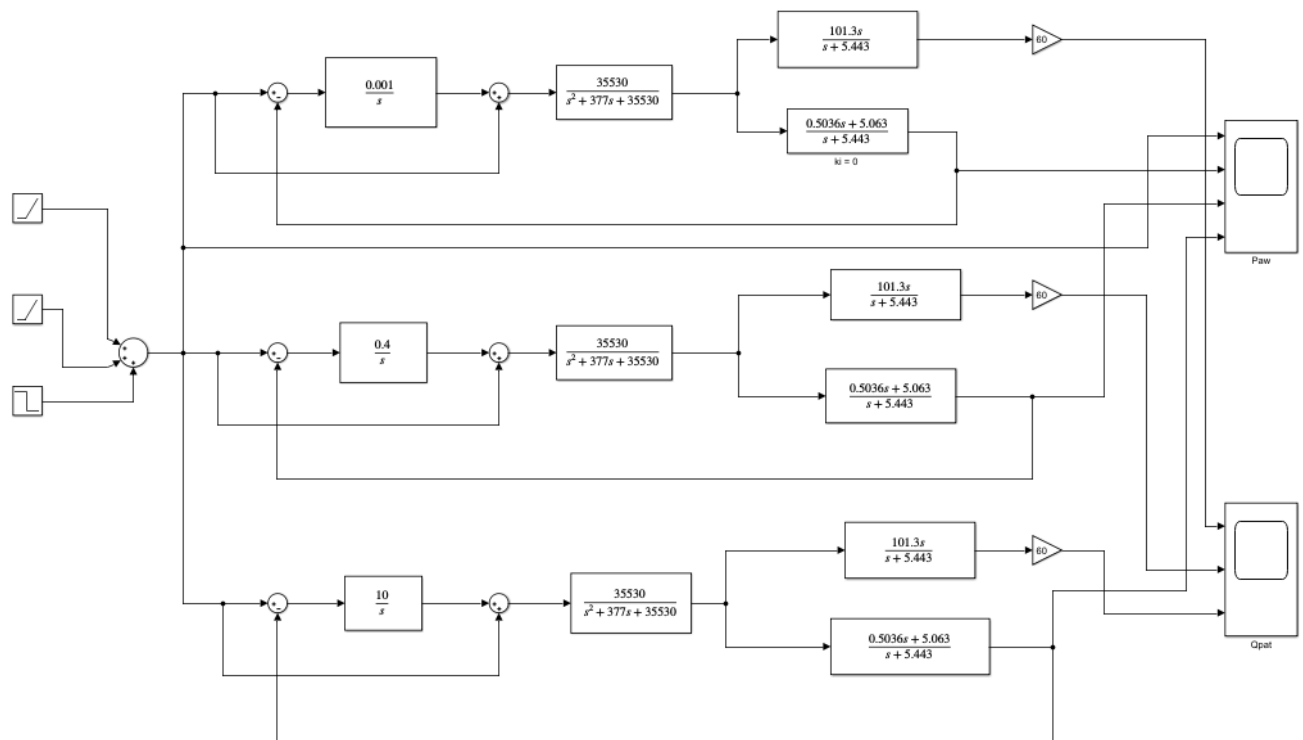 101.3s
s + 5.443
60
0.001
s
+
-
+
+
35530
s² + 377s + 35530
0.5036s + 5.063
s + 5.443
ki = 0
Paw
101.3s
s + 5.443
60
0.4
s
+
-
+
+
35530
s² + 377s + 35530
+
+
+
0.5036s + 5.063
s + 5.443
101.3s
s + 5.443
60
10
s
+
-
+
+
35530
s² + 377s + 35530
0.5036s + 5.063
s + 5.443
Qpat